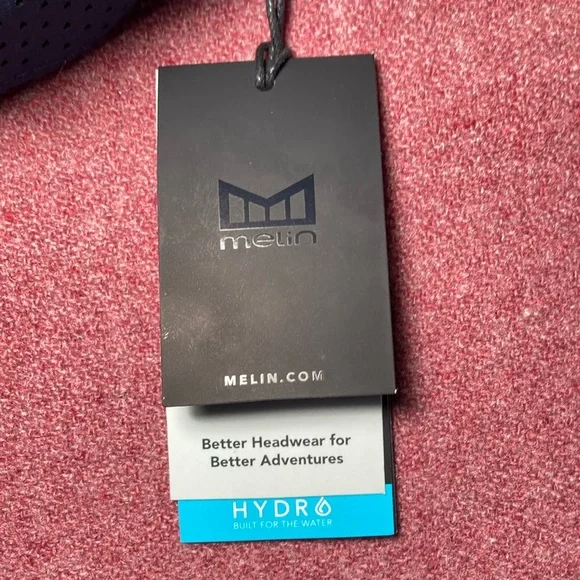 melin
MELIN.COM
Better Headwear for
Better Adventures
HYDRO
BUILT FOR THE WATER